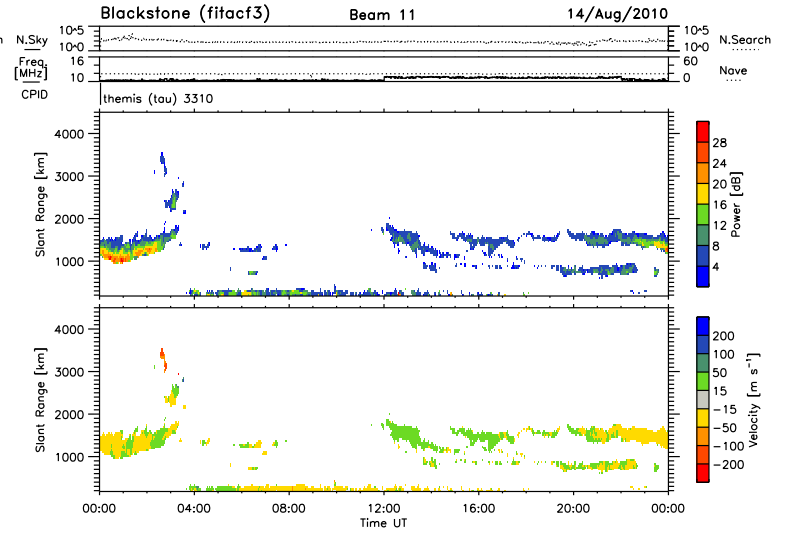 Blackstone (fitacf3) Beam 11 14/Aug/2010
N.Sky 10^5 10^0 10^5 10^0 N.Search
Freq. [MHz] 16 10 60 0 Nave
CPID themis (tau) 3310
Slant Range [km] 4000 3000 2000 1000
Power [dB] 28 24 20 16 12 8 4
Slant Range [km] 4000 3000 2000 1000
Velocity [m s⁻¹] 200 100 50 15 -15 -50 -100 -200
00:00 04:00 08:00 12:00 16:00 20:00 00:00
Time UT